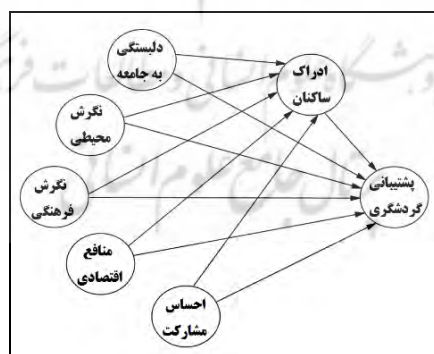 دلبستگی
به جامعه
ادراک
ساکنان
نگرش
محیطی
پشتیبانی
گردشگری
نگرش
فرهنگی
منافع
اقتصادی
احساس
مشارکت